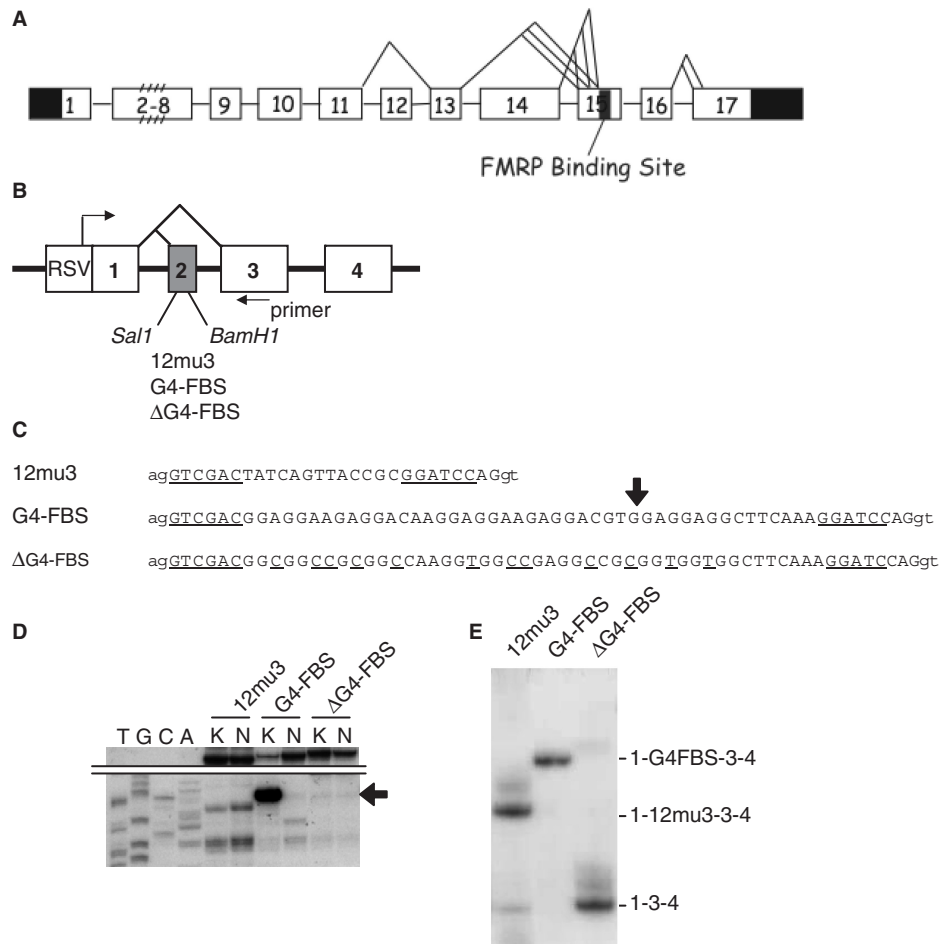 A
1 2-8 9 10 11 12 13 14 15 16 17
FMRP Binding Site
B
RSV 1 2 3 4
primer
Sal1 BamH1
12mu3
G4-FBS
ΔG4-FBS
C
12mu3 agGTCGACTATCAGTTACCGCGGATCCAGgt
G4-FBS agGTCGACGGAGGAAGAGGACAAGGAGGAAGAGGACGTGGAGGAGGCTTCAAAGGATCCAGgt
ΔG4-FBS agGTCGACGGCGGCCGCGGCCAAGGTGGCCGAGGCCGCGGTGGTGGCTTCAAAGGATCCAGgt
D
12mu3 G4-FBS ΔG4-FBS
T G C A K N K N K N
E
12mu3 G4-FBS ΔG4-FBS
1-G4FBS-3-4
1-12mu3-3-4
1-3-4